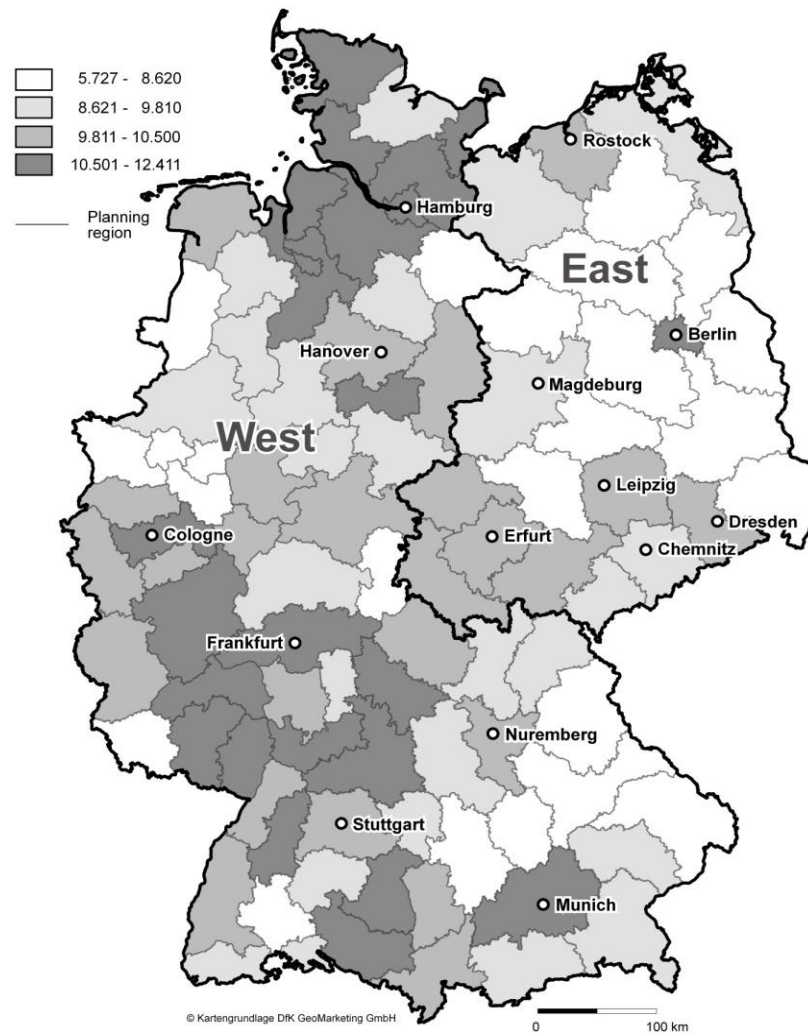 5.727 - 8.620
8.621 - 9.810
9.811 - 10.500
10.501 - 12.411
Planning
region
Rostock
Hamburg
East
Berlin
Hanover
Magdeburg
West
Leipzig
Dresden
Cologne
Erfurt
Chemnitz
Frankfurt
Nuremberg
Stuttgart
Munich
© Kartengrundlage DfK GeoMarketing GmbH
0 100 km